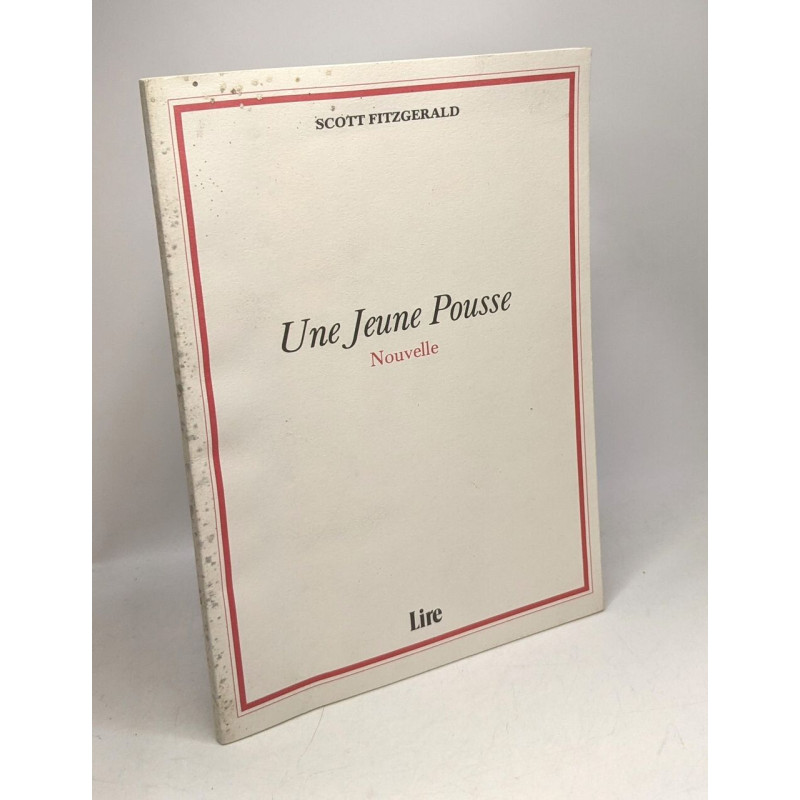 SCOTT FITZGERALD
Une Jeune Pousse
Nouvelle
Lire